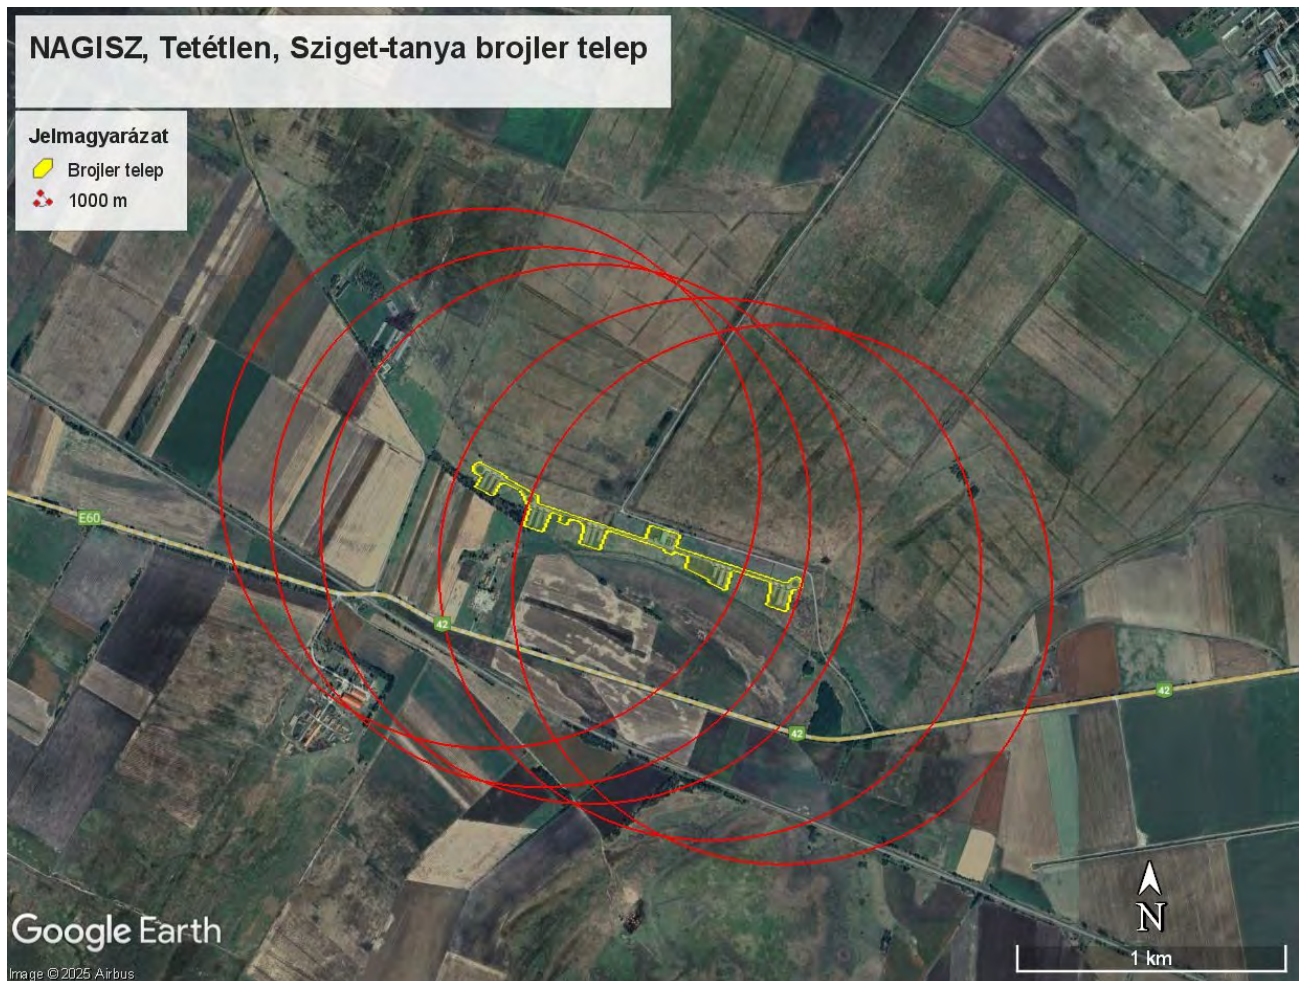 NAGISZ, Tetétlen, Sziget-tanya brojler telep
Jelmagyarázat
Brojler telep
1000 m
E60
42
42
42
Google Earth
N
1 km
Image © 2025 Airbus